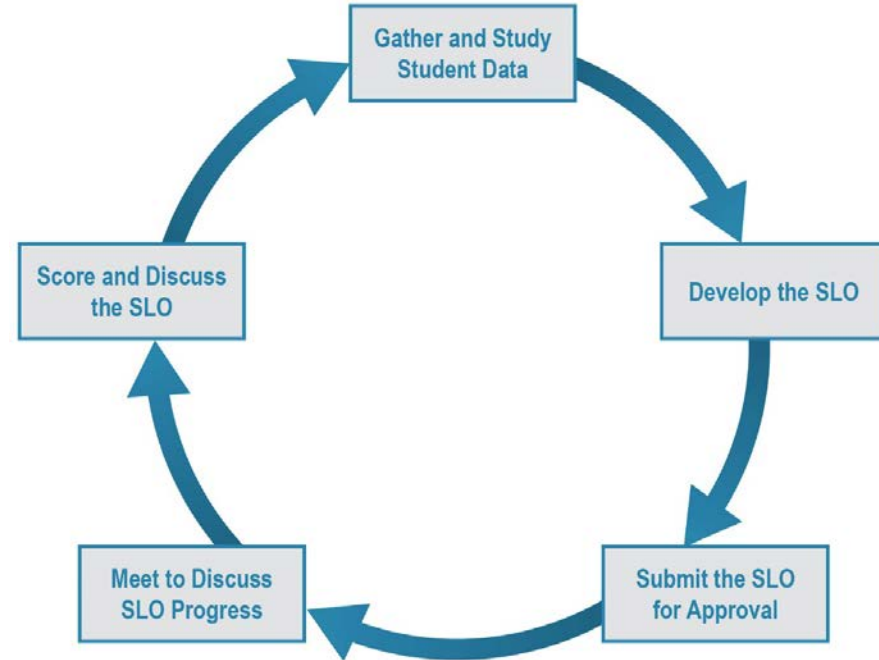 Gather and Study
Student Data
Develop the SLO
Submit the SLO
for Approval
Meet to Discuss
SLO Progress
Score and Discuss
the SLO